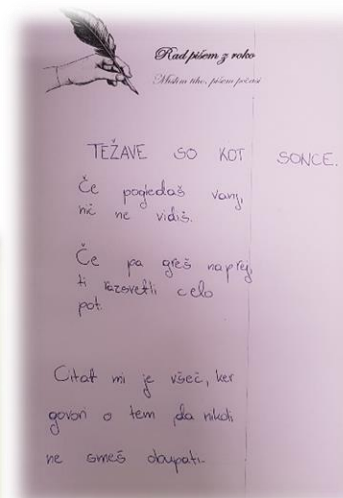 Rad pišem z roko
Mislim tiho, pišem počasi
TEŽAVE SO KOT SONCE.
Če pogledaš vanj,
nič ne vidiš.
Če pa greš naprej,
ti razsvetli celo
pot.
Citat mi je všeč, ker
govori o tem, da nikoli
ne smeš obupati.